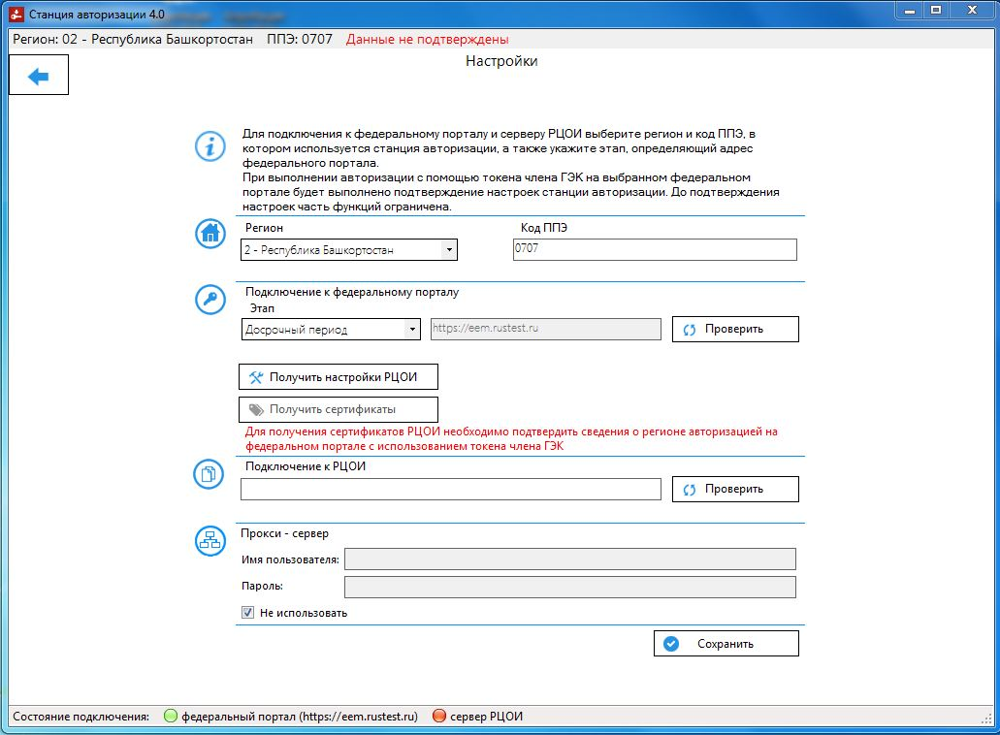 Станция авторизации 4.0
Регион: 02 - Республика Башкортостан ППЭ: 0707 Данные не подтверждены
Настройки
Для подключения к федеральному порталу и серверу РЦОИ выберите регион и код ППЭ, в
котором используется станция авторизации, а также укажите этап, определяющий адрес
федерального портала.
При выполнении авторизации с помощью токена члена ГЭК на выбранном федеральном
портале будет выполнено подтверждение настроек станции авторизации. До подтверждения
настроек часть функций ограничена.
Регион Код ППЭ
2 - Республика Башкортостан 0707
Подключение к федеральному порталу
Этап
Досрочный период https://eem.rustest.ru Проверить
Получить настройки РЦОИ
Получить сертификаты
Для получения сертификатов РЦОИ необходимо подтвердить сведения о регионе авторизацией на
федеральном портале с использованием токена члена ГЭК
Подключение к РЦОИ
Проверить
Прокси - сервер
Имя пользователя:
Пароль:
Не использовать
Сохранить
Состояние подключения: федеральный портал (https://eem.rustest.ru) сервер РЦОИ